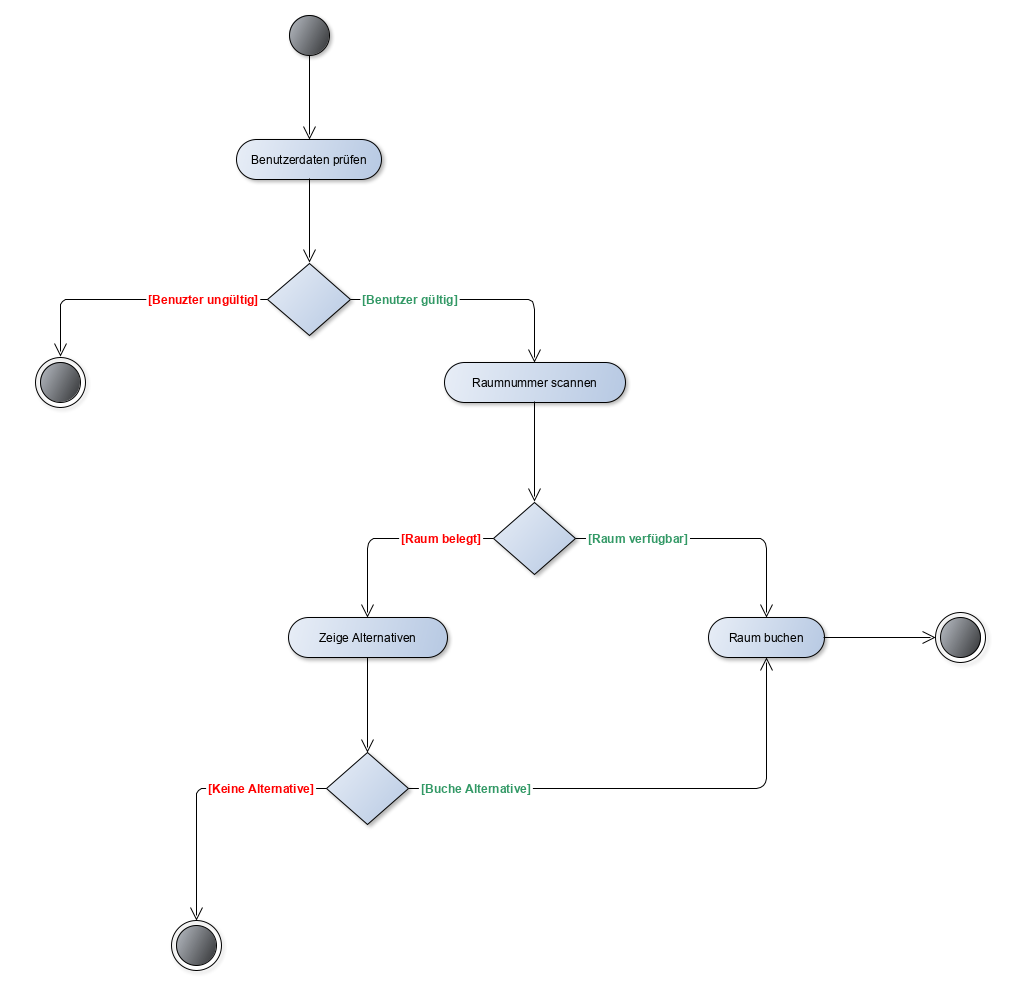 Benutzerdaten prüfen
[Benuzter ungültig]
[Benutzer gültig]
Raumnummer scannen
[Raum belegt]
[Raum verfügbar]
Zeige Alternativen
Raum buchen
[Keine Alternative]
[Buche Alternative]